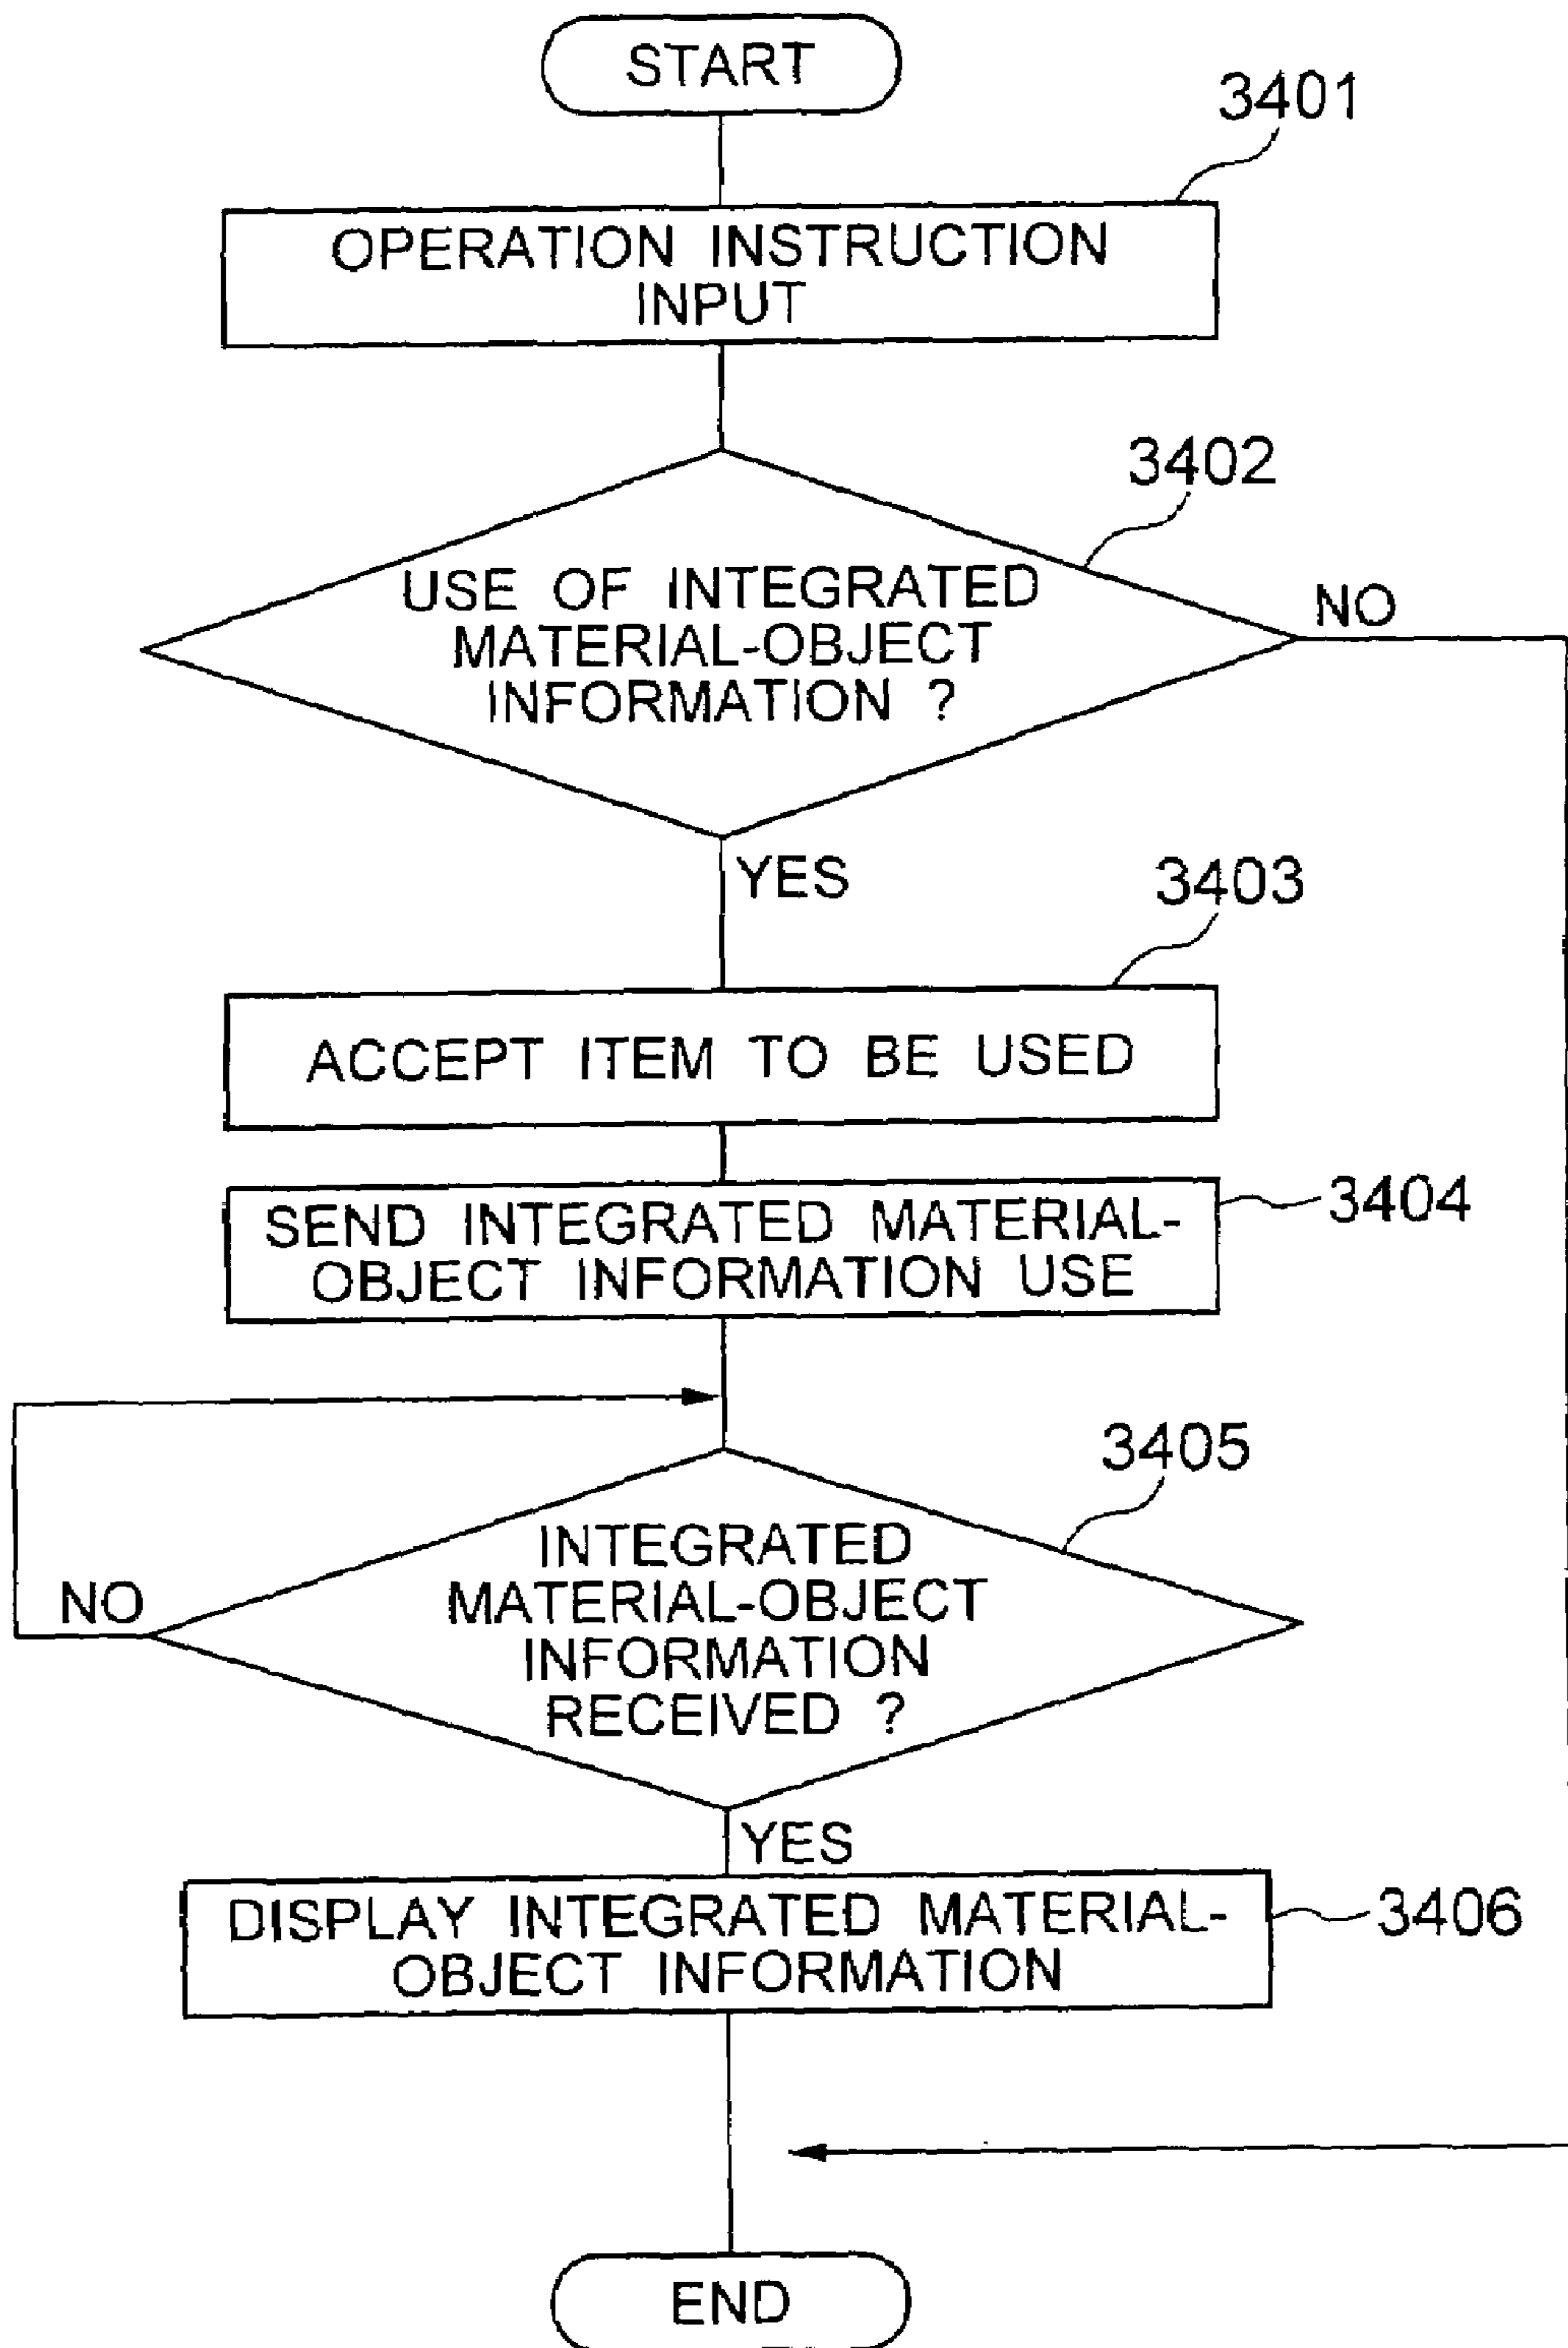 START
3401
OPERATION INSTRUCTION
INPUT
3402
USE OF INTEGRATED
MATERIAL-OBJECT
INFORMATION ?
NO
YES
3403
ACCEPT ITEM TO BE USED
SEND INTEGRATED MATERIAL-
OBJECT INFORMATION USE
3404
3405
INTEGRATED
MATERIAL-OBJECT
INFORMATION
RECEIVED ?
NO
YES
DISPLAY INTEGRATED MATERIAL-
OBJECT INFORMATION
3406
END